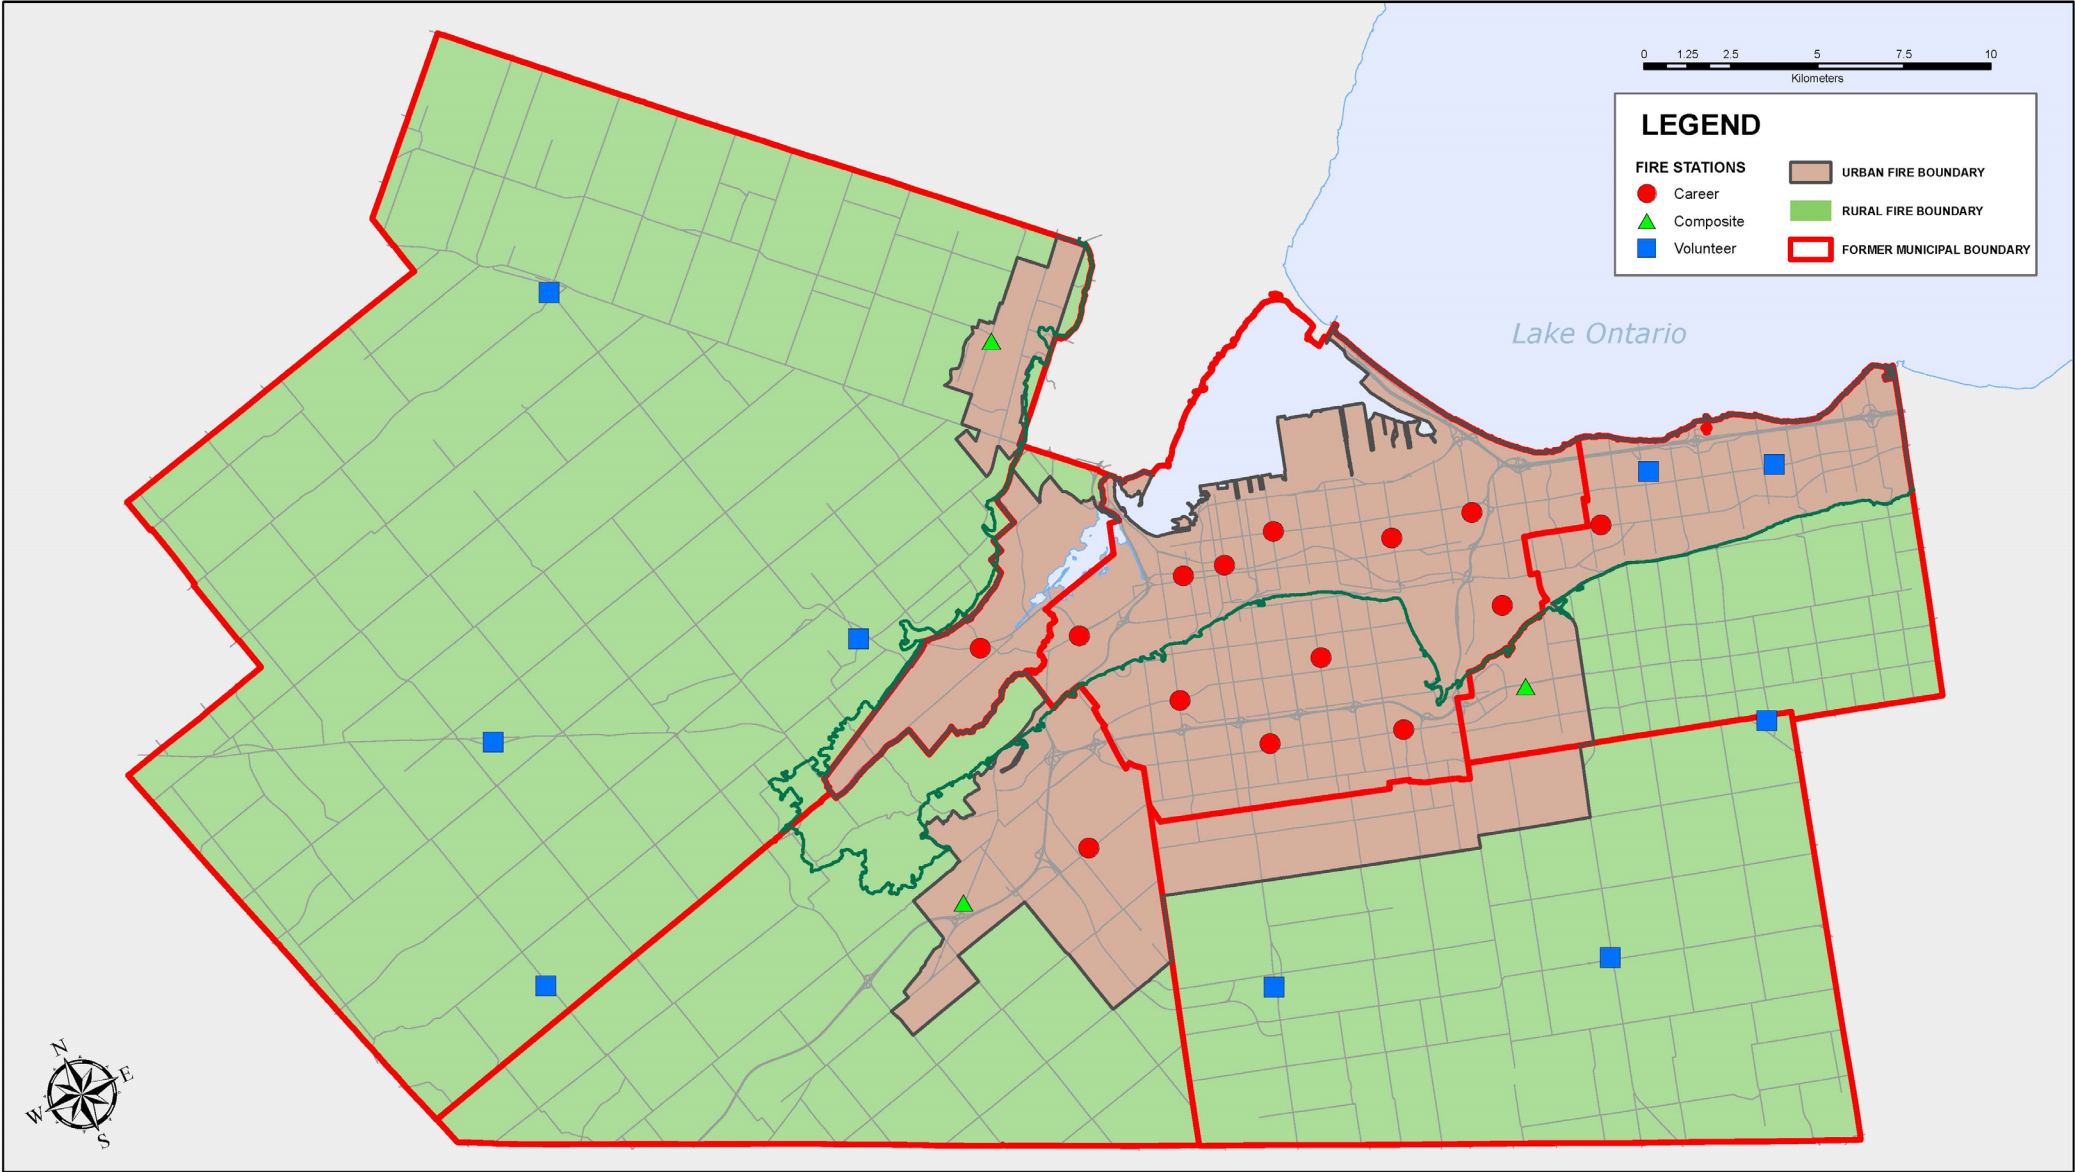 0 1.25 2.5 5 7.5 10
Kilometers
LEGEND
FIRE STATIONS
Career
Composite
Volunteer
URBAN FIRE BOUNDARY
RURAL FIRE BOUNDARY
FORMER MUNICIPAL BOUNDARY
Lake Ontario
N
E
W
S